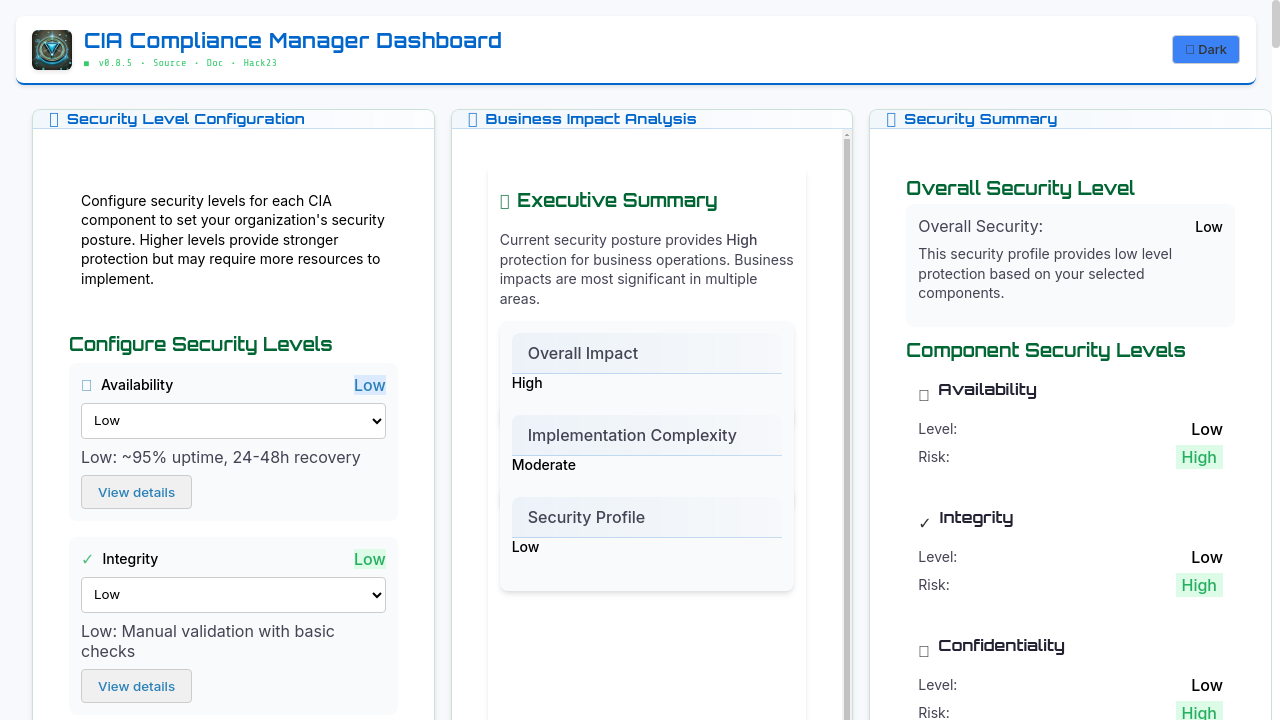 CIA Compliance Manager Dashboard
v0.8.5 · Source · Doc · Hack23
Dark
Security Level Configuration
Configure security levels for each CIA
component to set your organization's security
posture. Higher levels provide stronger
protection but may require more resources to
implement.
Configure Security Levels
Availability Low
Low
Low: ~95% uptime, 24-48h recovery
View details
✓ Integrity Low
Low
Low: Manual validation with basic
checks
View details
Business Impact Analysis
Executive Summary
Current security posture provides High
protection for business operations. Business
impacts are most significant in multiple
areas.
Overall Impact
High
Implementation Complexity
Moderate
Security Profile
Low
Security Summary
Overall Security Level
Overall Security: Low
This security profile provides low level
protection based on your selected
components.
Component Security Levels
Availability
Level: Low
Risk: High
✓ Integrity
Level: Low
Risk: High
Confidentiality
Level: Low
Risk: High